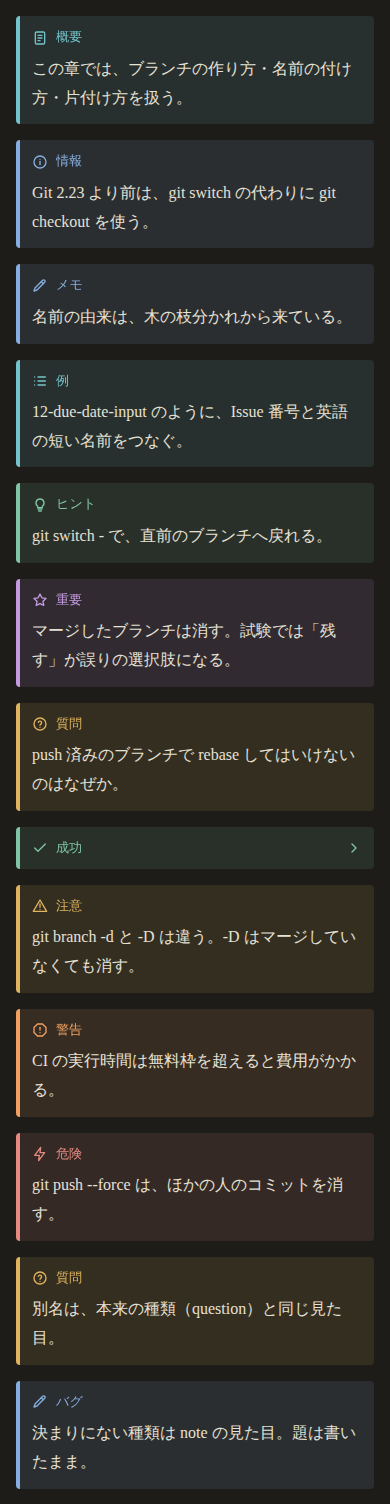 概要
この章では、ブランチの作り方・名前の付け
方・片付け方を扱う。
情報
Git 2.23 より前は、git switch の代わりに git
checkout を使う。
メモ
名前の由来は、木の枝分かれから来ている。
例
12-due-date-input のように、Issue 番号と英語
の短い名前をつなぐ。
ヒント
git switch - で、直前のブランチへ戻れる。
重要
マージしたブランチは消す。試験では「残
す」が誤りの選択肢になる。
質問
push 済みのブランチで rebase してはいけない
のはなぜか。
成功
注意
git branch -d と -D は違う。-D はマージしてい
なくても消す。
警告
CI の実行時間は無料枠を超えると費用がかか
る。
危険
git push --force は、ほかの人のコミットを消
す。
質問
別名は、本来の種類（question）と同じ見た
目。
バグ
決まりにない種類は note の見た目。題は書い
たまま。